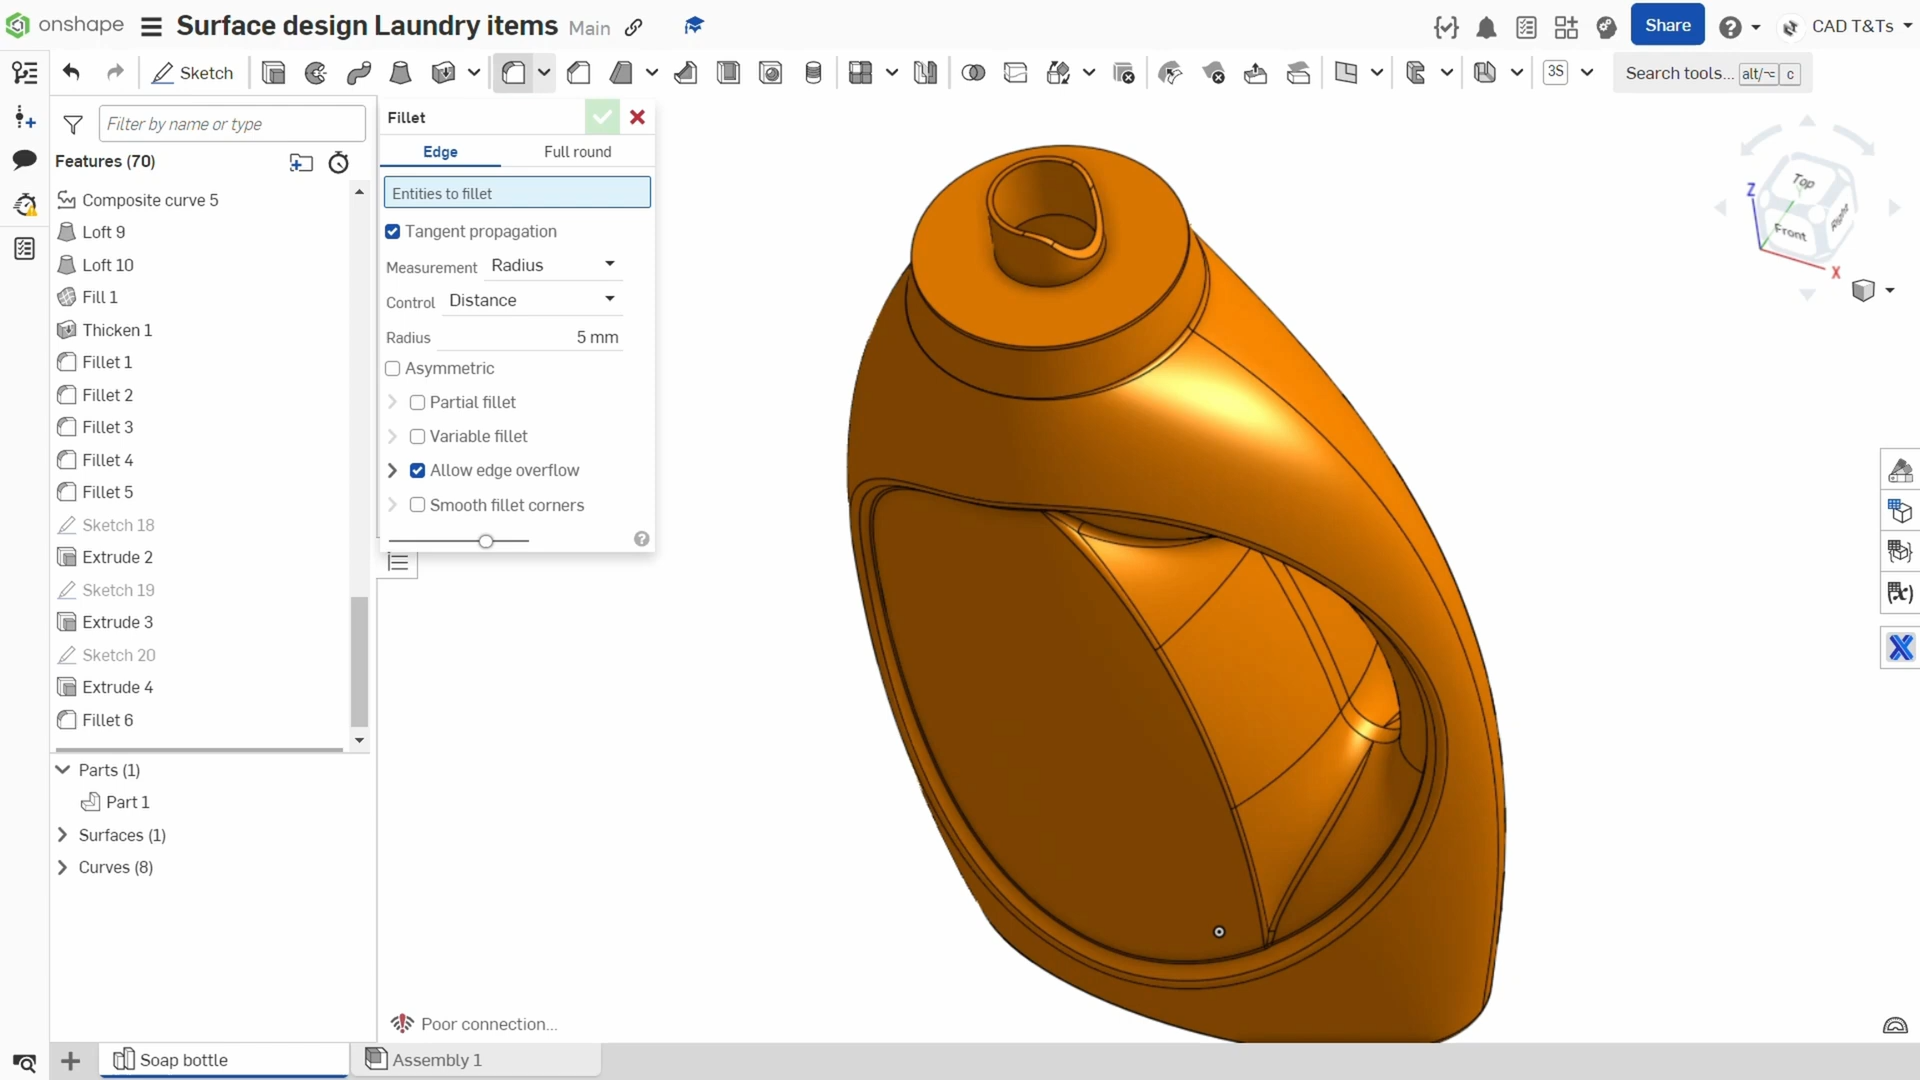 onshape
Surface design Laundry items Main
Share
CAD T&Ts
Sketch
3S
Search tools... alt/⌥ c
Filter by name or type
Features (70)
Composite curve 5
Loft 9
Loft 10
Fill 1
Thicken 1
Fillet 1
Fillet 2
Fillet 3
Fillet 4
Fillet 5
Sketch 18
Extrude 2
Sketch 19
Extrude 3
Sketch 20
Extrude 4
Fillet 6
Parts (1)
Part 1
Surfaces (1)
Curves (8)
Fillet
Edge
Full round
Entities to fillet
Tangent propagation
Measurement Radius
Control Distance
Radius 5 mm
Asymmetric
Partial fillet
Variable fillet
Allow edge overflow
Smooth fillet corners
Top
Front
Right
Z
X
Poor connection...
Soap bottle
Assembly 1